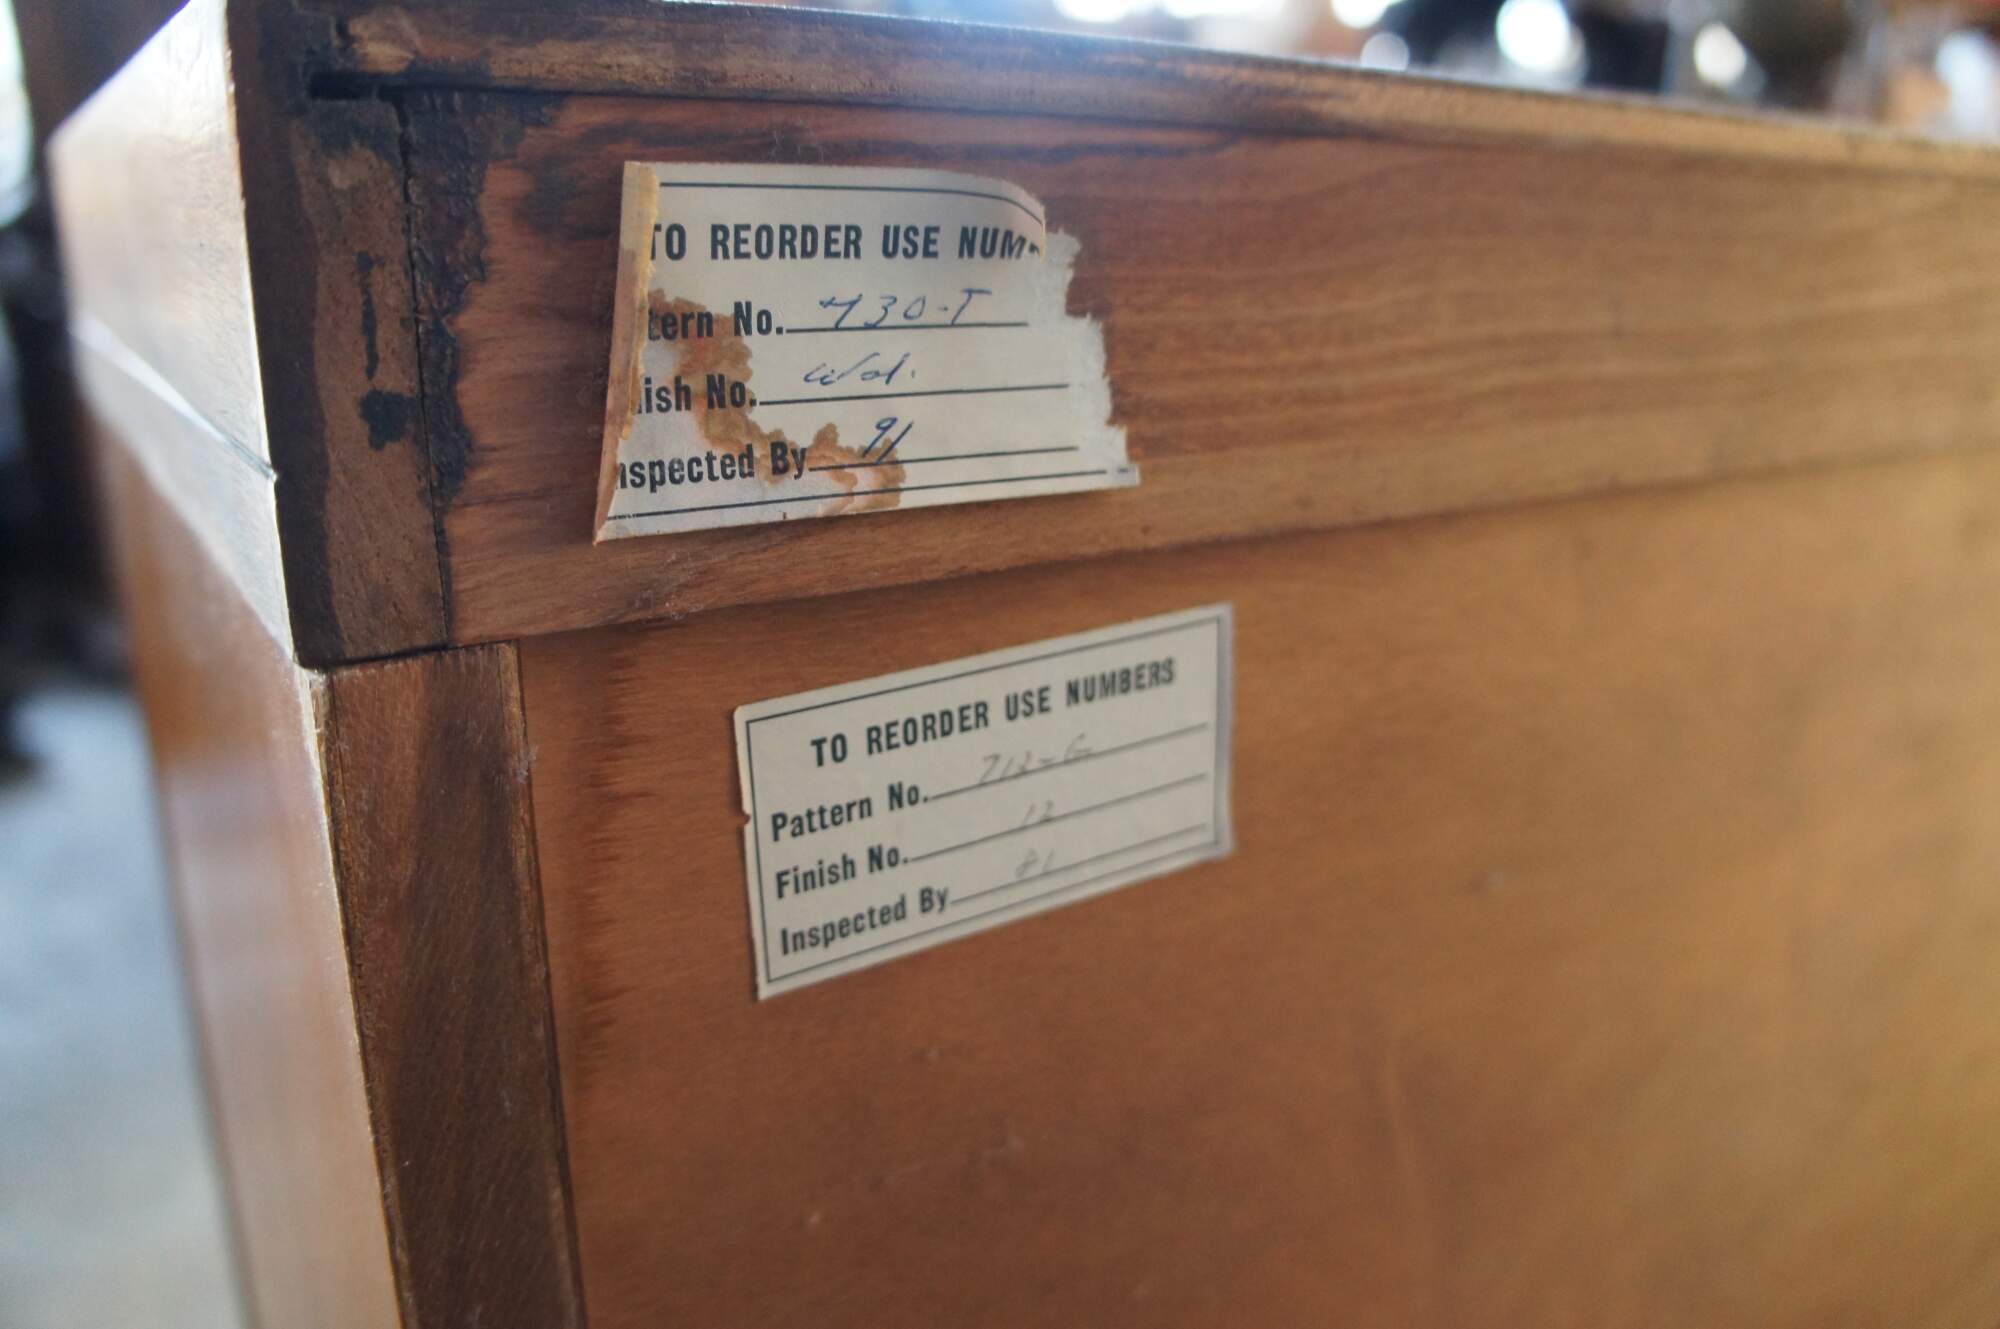 TO REORDER USE NUM
tern No. 430-T
ish No. Wal.
nspected By 91
TO REORDER USE NUMBERS
Pattern No. 712-G
Finish No. 12
Inspected By 81